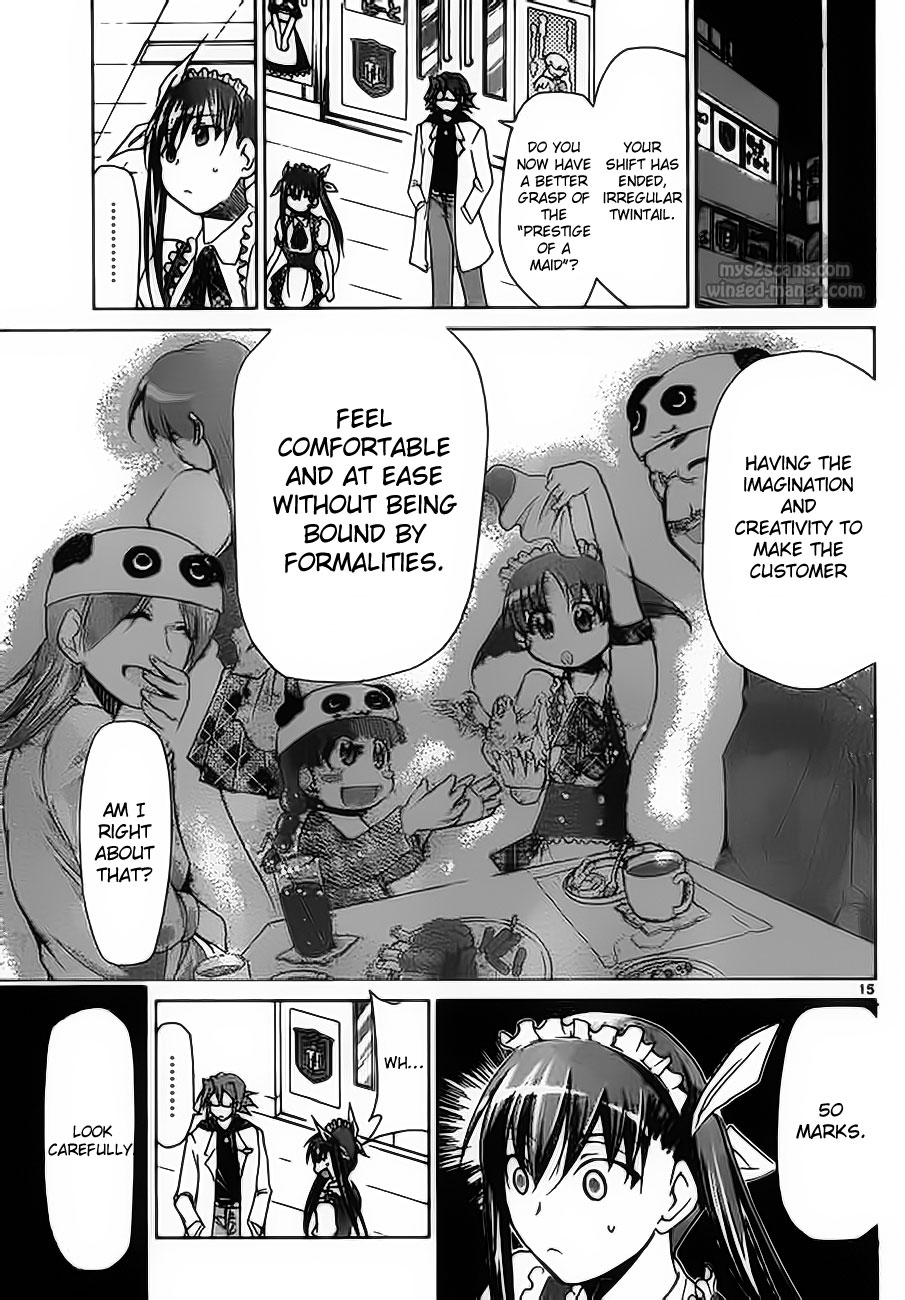 YOUR
SHIFT HAS
ENDED,
IRREGULAR
TWINTAIL.
DO YOU
NOW HAVE
A BETTER
GRASP OF
THE
"PRESTIGE
OF A
MAID"?
.........
mys2scans.com
winged-manga.com
HAVING THE
IMAGINATION
AND
CREATIVITY TO
MAKE THE
CUSTOMER
FEEL
COMFORTABLE
AND AT EASE
WITHOUT BEING
BOUND BY
FORMALITIES.
AM I
RIGHT
ABOUT
THAT?
15
50
MARKS.
WH...
.........
LOOK
CAREFULLY.